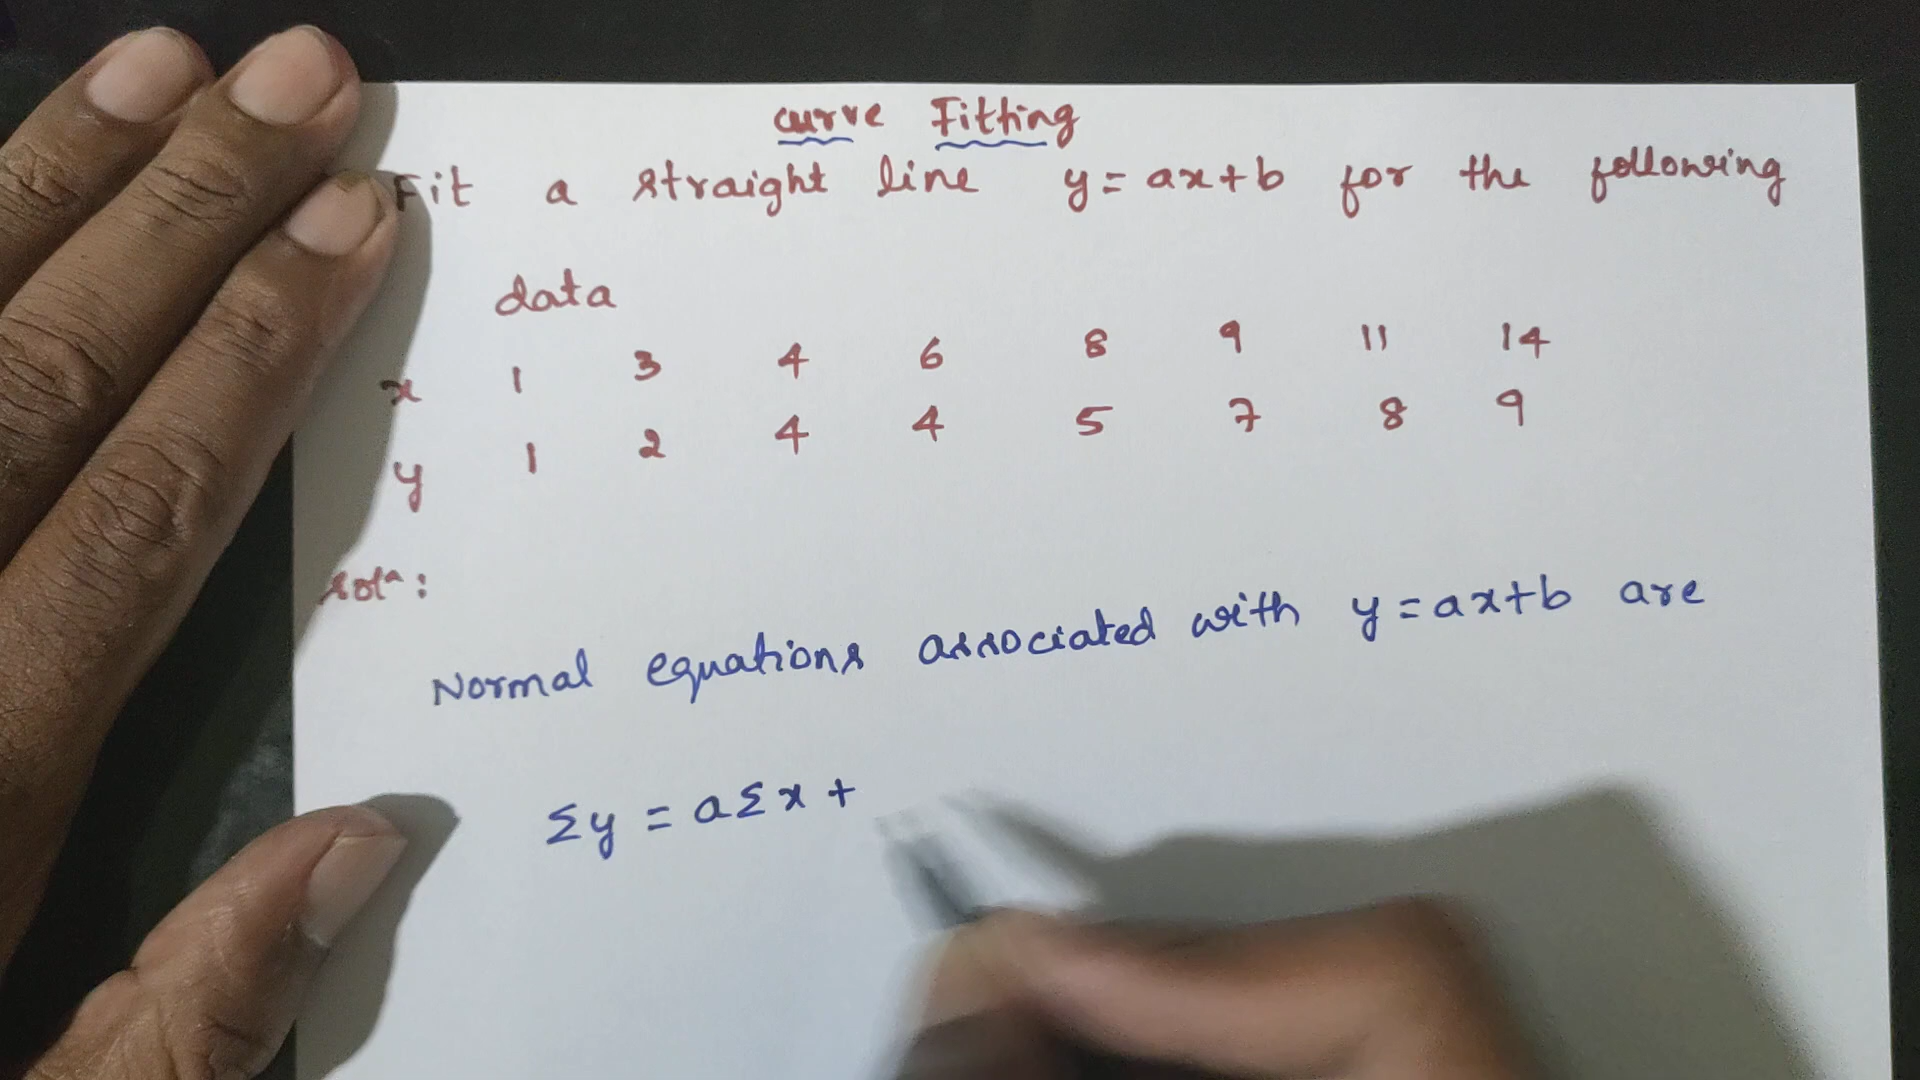 Curve Fitting
Fit a straight line y = ax+b for the following
data
x 1 3 4 6 8 9 11 14
y 1 2 4 4 5 7 8 9
Solⁿ:
Normal equations associated with y = ax+b are
Σy = aΣx +